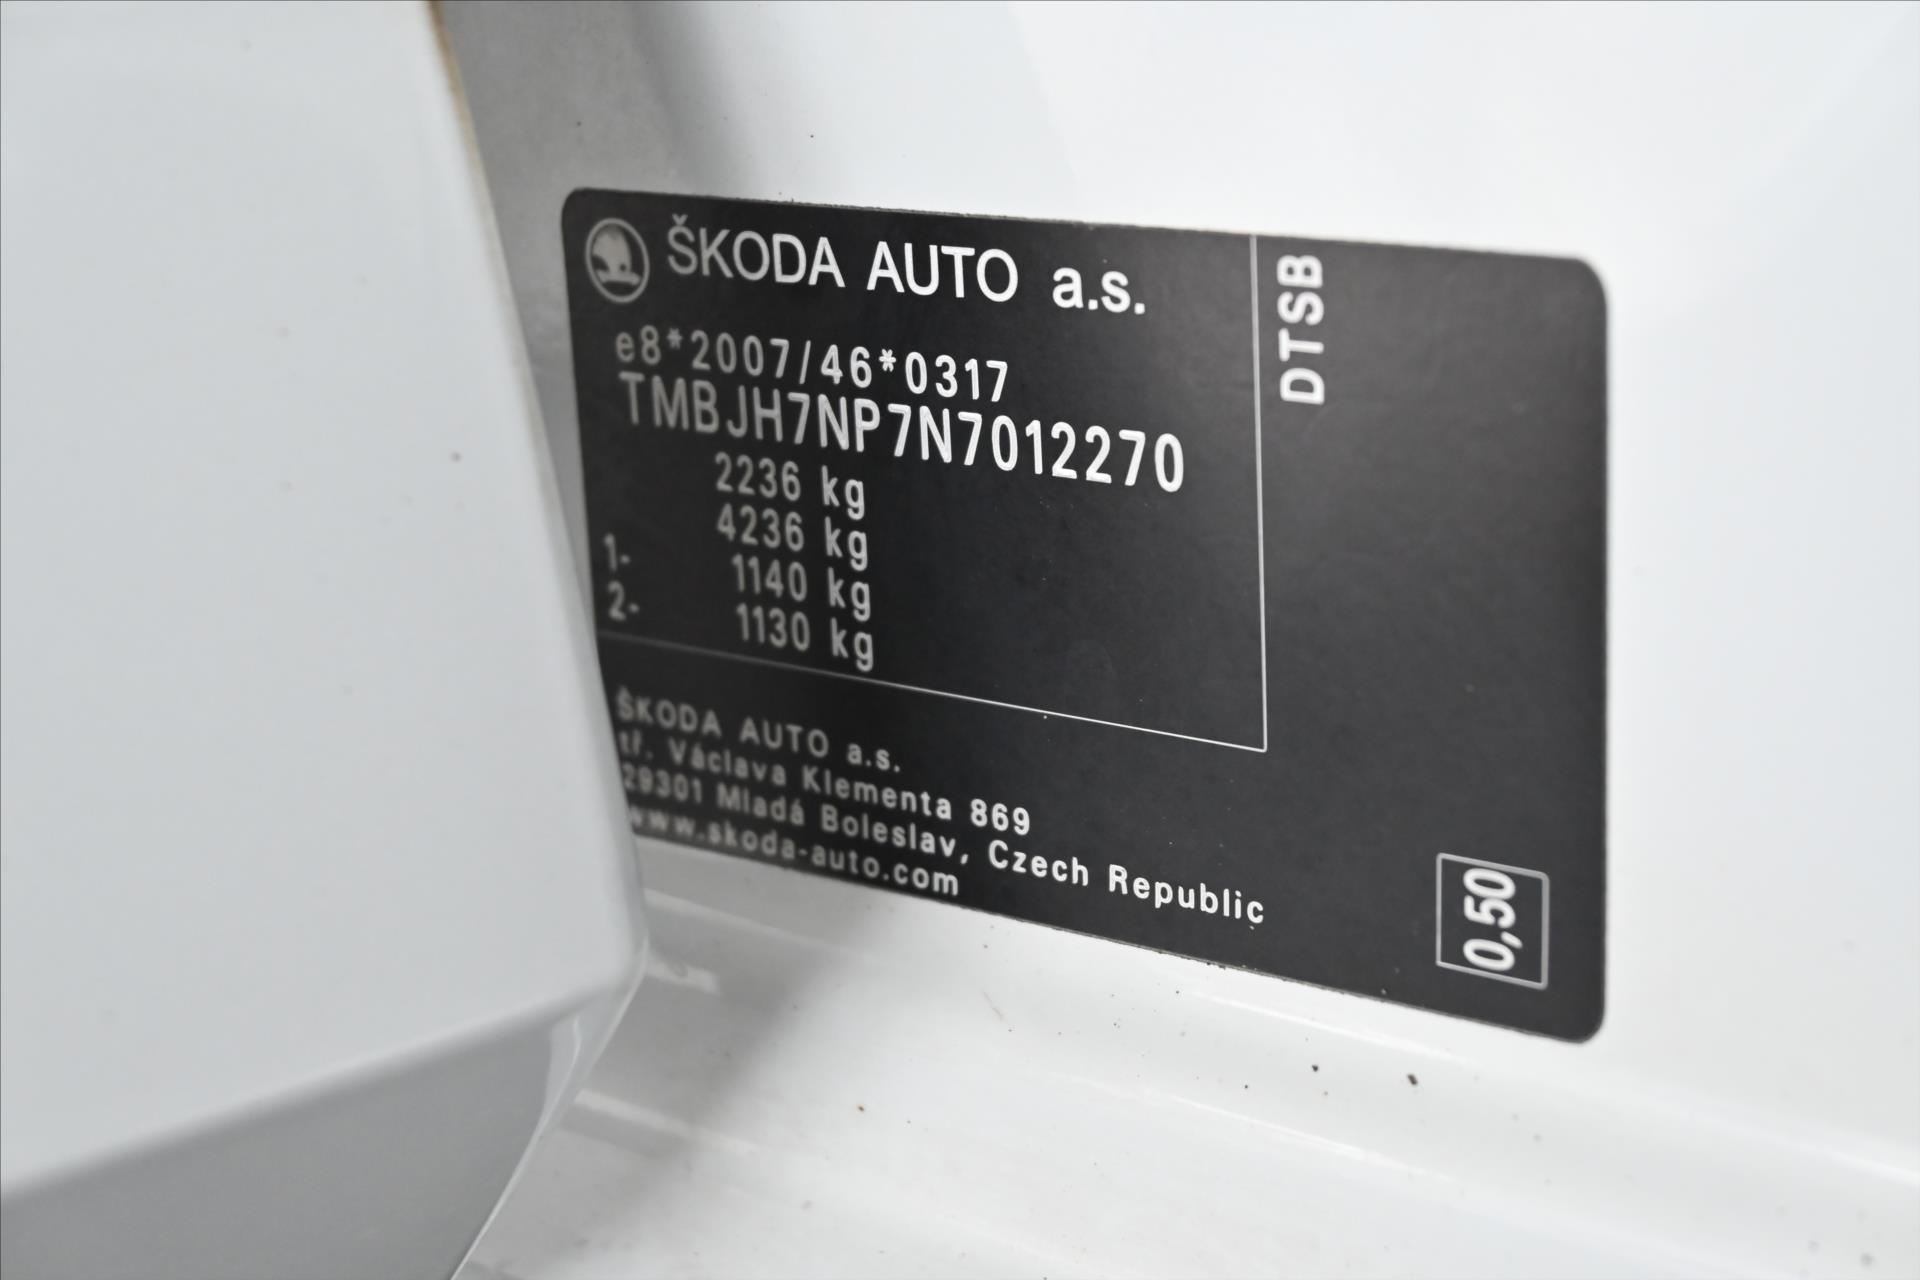 ŠKODA AUTO a.s.
e8*2007/46*0317
TMBJH7NP7N7012270
2236 kg
4236 kg
1- 1140 kg
2- 1130 kg
DTSB
ŠKODA AUTO a.s.
tř. Václava Klementa 869
29301 Mladá Boleslav, Czech Republic
www.skoda-auto.com
0,50